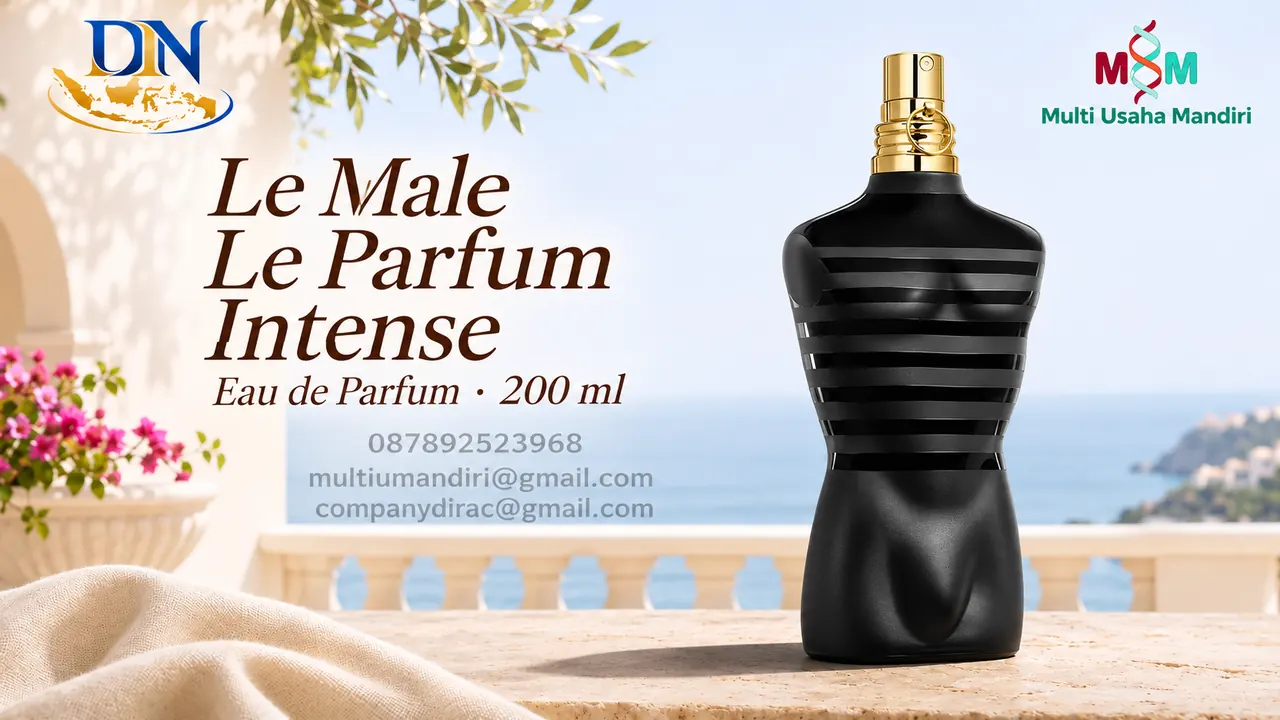 DIN
MSM
Multi Usaha Mandiri
Le Male
Le Parfum
Intense
Eau de Parfum · 200 ml
087892523968
multiumandiri@gmail.com
companydirac@gmail.com